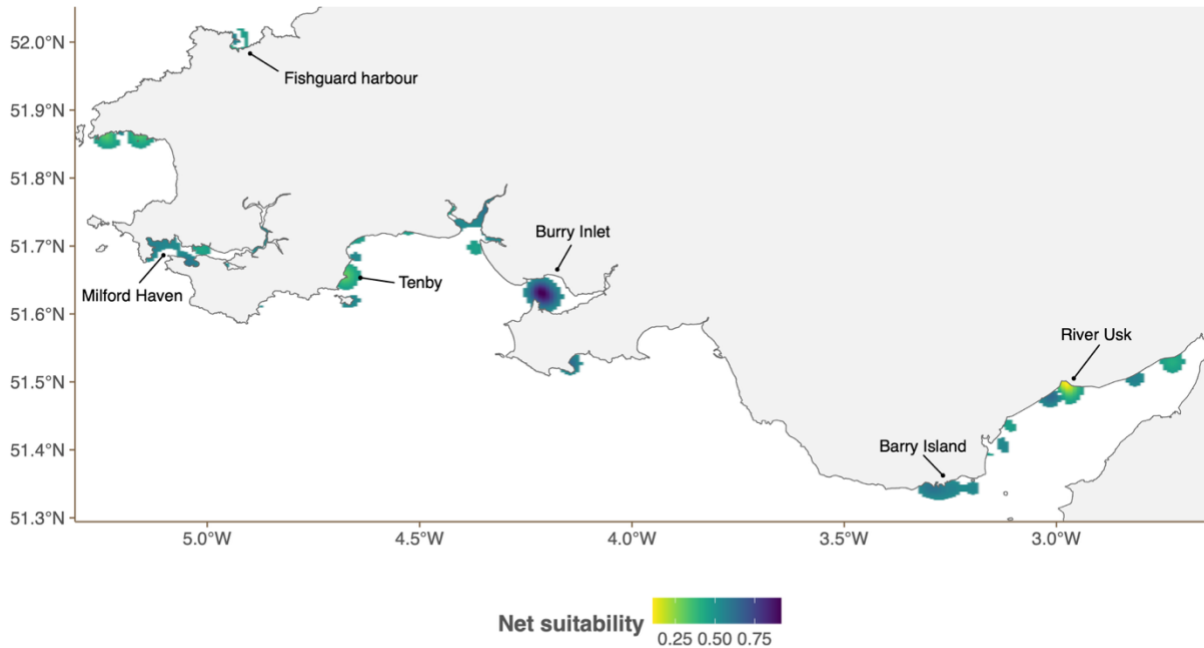 52.0°N
Fishguard harbour
51.9°N
51.8°N
51.7°N
Burry Inlet
Milford Haven
Tenby
51.6°N
River Usk
51.5°N
Barry Island
51.4°N
51.3°N
5.0°W 4.5°W 4.0°W 3.5°W 3.0°W
Net suitability
0.25 0.50 0.75